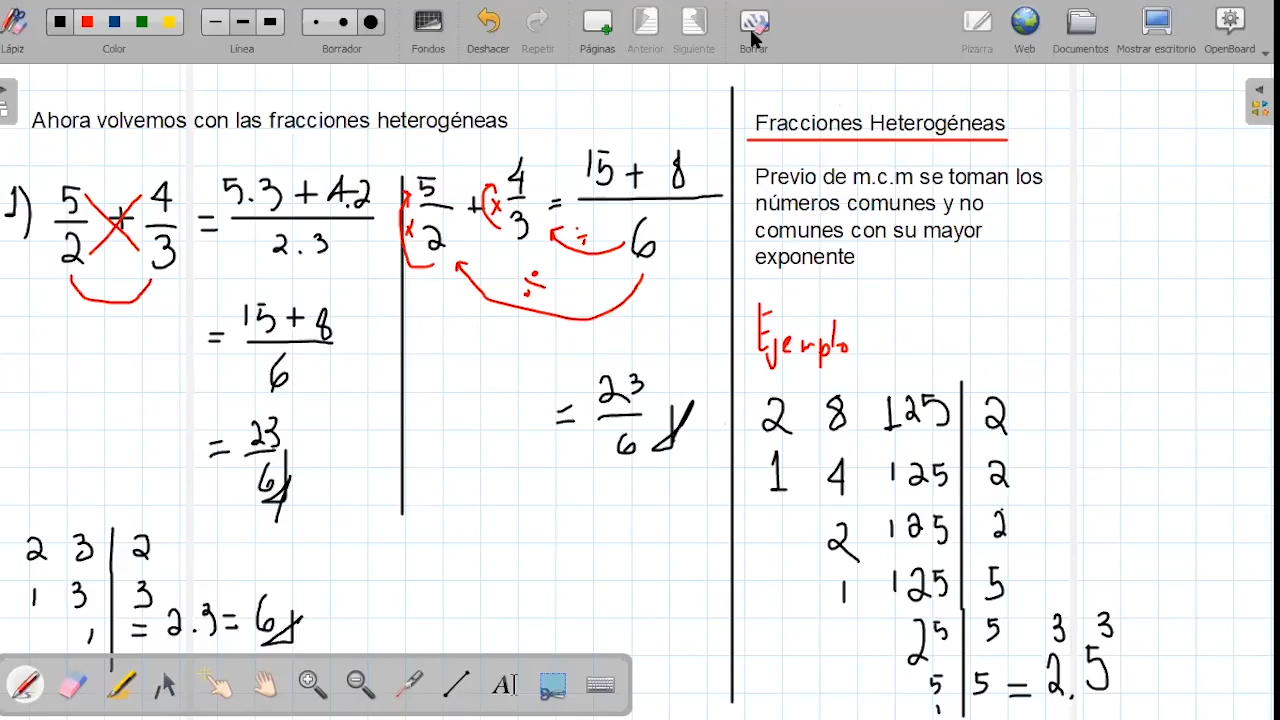 Lápiz Color Línea Borrador Fondos Deshacer Repetir Páginas Anterior Siguiente Borrar Pizarra Web Documentos Mostrar escritorio OpenBoard
Ahora volvemos con las fracciones heterogéneas
1) 5/2 + 4/3 = 5.3 + 4.2 / 2.3
= 15 + 8 / 6
= 23/6
2 3 | 2
1 3 | 3
1 | = 2.3 = 6
5/2 + 4/3 = 15 + 8 / 6
x x ÷ ÷
= 23/6
Fracciones Heterogéneas
Previo de m.c.m se toman los
números comunes y no
comunes con su mayor
exponente
Ejemplo
2 8 125 | 2
1 4 125 | 2
2 125 | 2
1 125 | 5
25 | 5
5 | 5 = 2³.5³
1